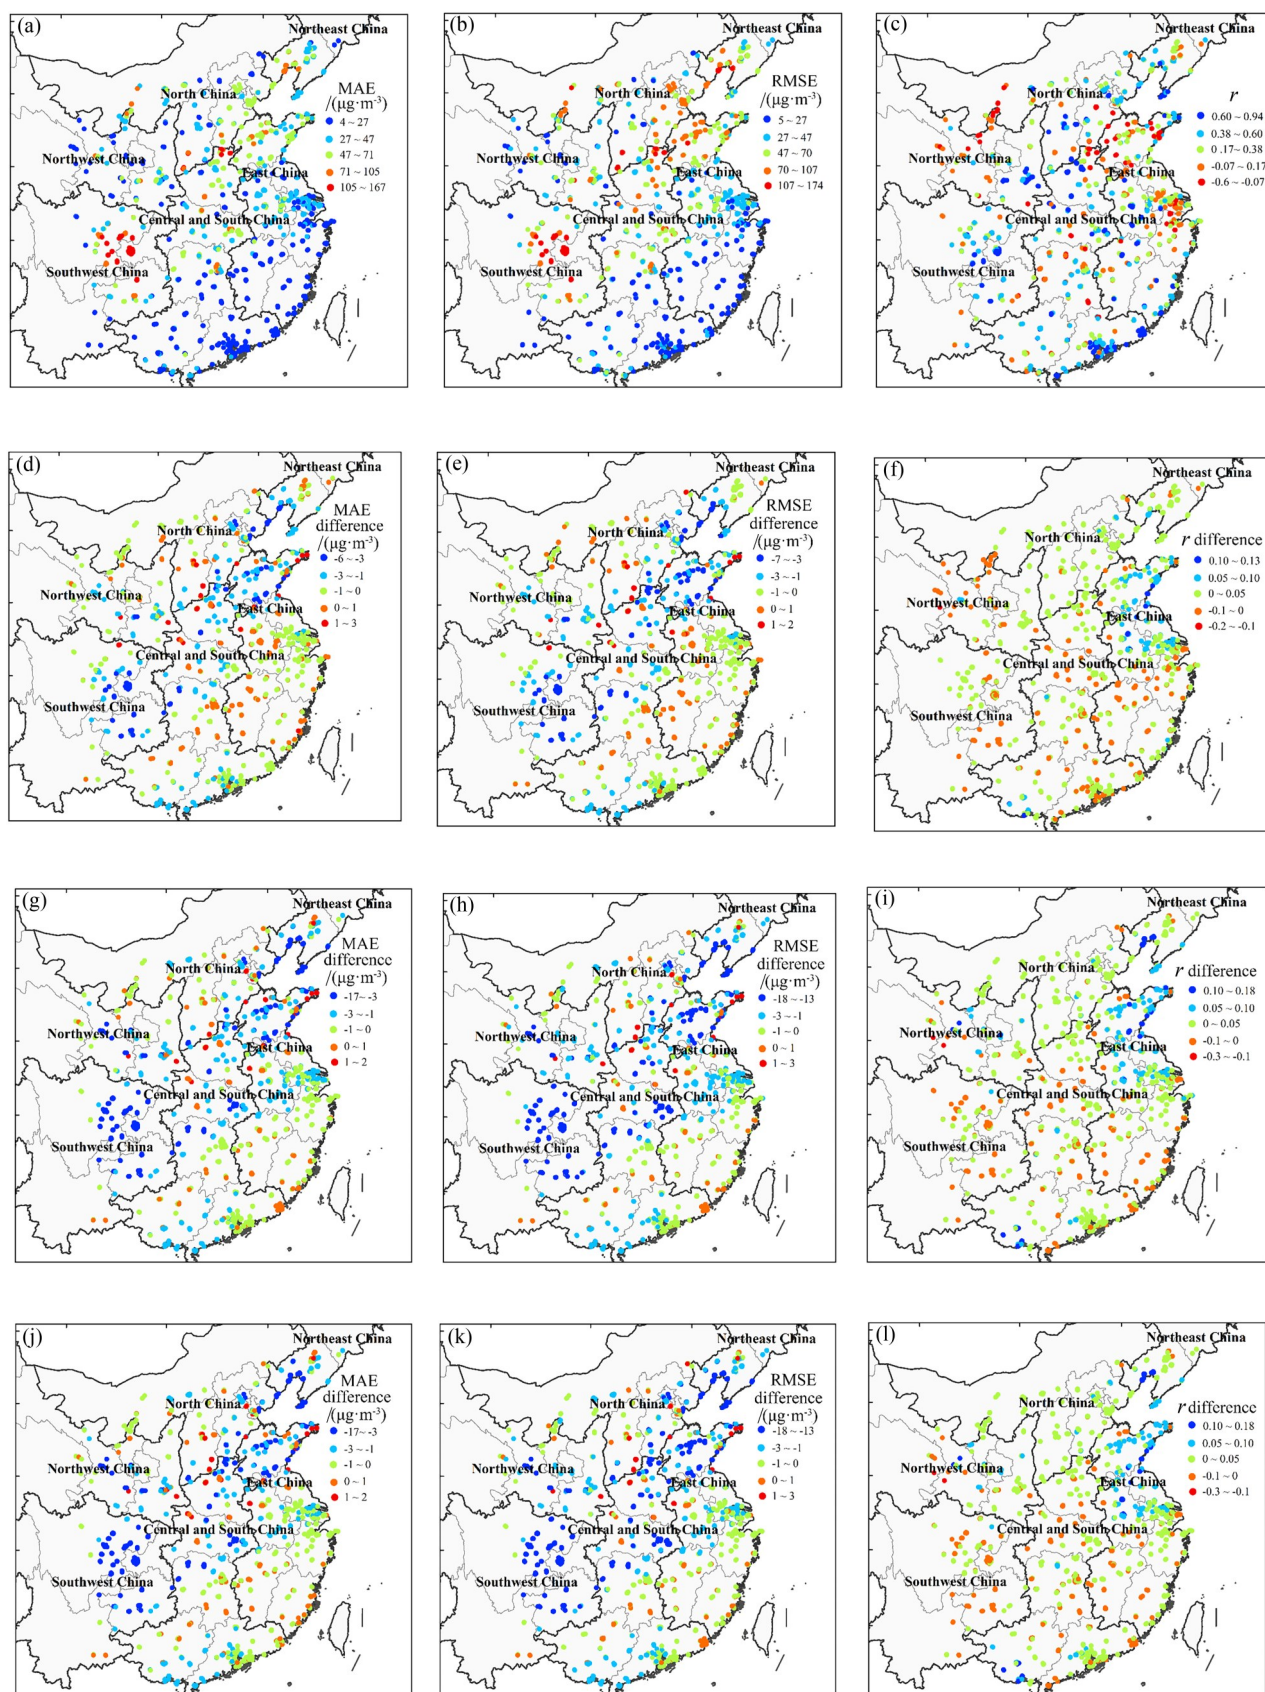 (a)
Northeast China
North China
Northwest China
East China
Central and South China
Southwest China
MAE
/(μg·m⁻³)
4 ~ 27
27 ~ 47
47 ~ 71
71 ~ 105
105 ~ 167
(b)
Northeast China
North China
Northwest China
East China
Central and South China
Southwest China
RMSE
/(μg·m⁻³)
5 ~ 27
27 ~ 47
47 ~ 70
70 ~ 107
107 ~ 174
(c)
Northeast China
North China
Northwest China
East China
Central and South China
Southwest China
r
0.60 ~ 0.94
0.38 ~ 0.60
0.17~ 0.38
-0.07 ~ 0.17
-0.6 ~ -0.07
(d)
Northeast China
North China
Northwest China
East China
Central and South China
Southwest China
MAE
difference
/(μg·m⁻³)
-6 ~ -3
-3 ~ -1
-1 ~ 0
0 ~ 1
1 ~ 3
(e)
Northeast China
North China
Northwest China
East China
Central and South China
Southwest China
RMSE
difference
/(μg·m⁻³)
-7 ~ -3
-3 ~ -1
-1 ~ 0
0 ~ 1
1 ~ 2
(f)
Northeast China
North China
Northwest China
East China
Central and South China
Southwest China
r difference
0.10 ~ 0.13
0.05 ~ 0.10
0 ~ 0.05
-0.1 ~ 0
-0.2 ~ -0.1
(g)
Northeast China
North China
Northwest China
East China
Central and South China
Southwest China
MAE
difference
/(μg·m⁻³)
-17~ -3
-3 ~ -1
-1 ~ 0
0 ~ 1
1 ~ 2
(h)
Northeast China
North China
Northwest China
East China
Central and South China
Southwest China
RMSE
difference
/(μg·m⁻³)
-18 ~ -13
-3 ~ -1
-1 ~ 0
0 ~ 1
1 ~ 3
(i)
Northeast China
North China
Northwest China
East China
Central and South China
Southwest China
r difference
0.10 ~ 0.18
0.05 ~ 0.10
0 ~ 0.05
-0.1 ~ 0
-0.3 ~ -0.1
(j)
Northeast China
North China
Northwest China
East China
Central and South China
Southwest China
MAE
difference
/(μg·m⁻³)
-17~ -3
-3 ~ -1
-1 ~ 0
0 ~ 1
1 ~ 2
(k)
Northeast China
North China
Northwest China
East China
Central and South China
Southwest China
RMSE
difference
/(μg·m⁻³)
-18 ~ -13
-3 ~ -1
-1 ~ 0
0 ~ 1
1 ~ 3
(l)
Northeast China
North China
Northwest China
East China
Central and South China
Southwest China
r difference
0.10 ~ 0.18
0.05 ~ 0.10
0 ~ 0.05
-0.1 ~ 0
-0.3 ~ -0.1